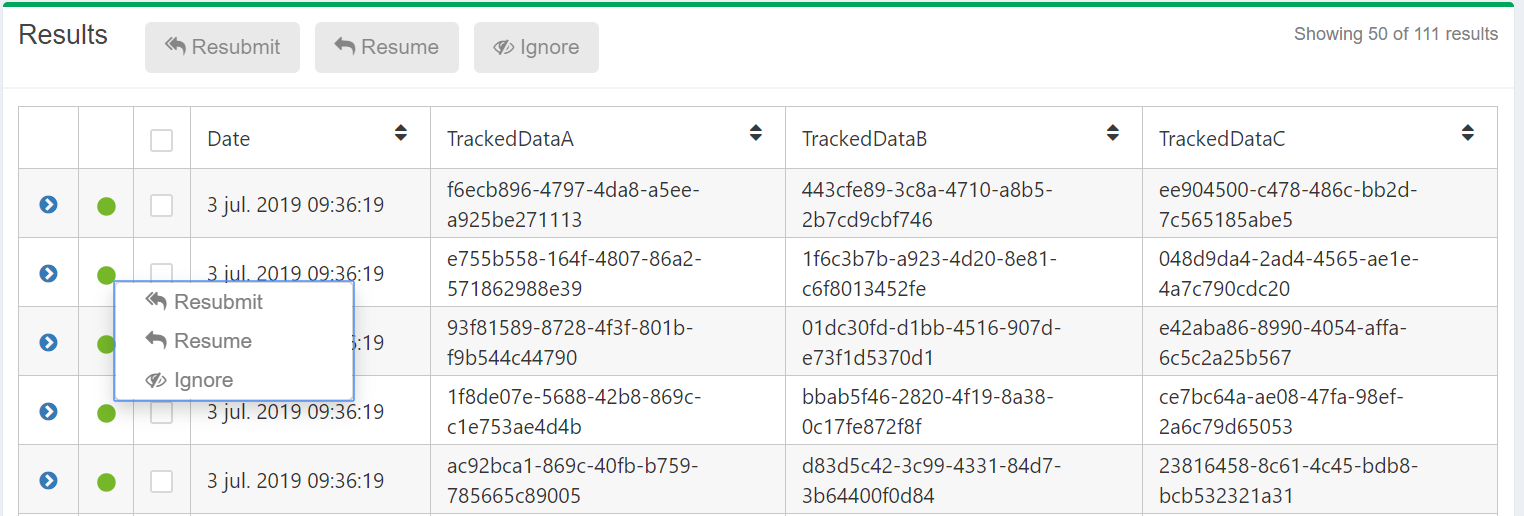 Results
Resubmit
Resume
Ignore
Showing 50 of 111 results
Date
TrackedDataA
TrackedDataB
TrackedDataC
3 jul. 2019 09:36:19
f6ecb896-4797-4da8-a5ee-
a925be271113
443cfe89-3c8a-4710-a8b5-
2b7cd9cbf746
ee904500-c478-486c-bb2d-
7c565185abe5
3 jul. 2019 09:36:19
e755b558-164f-4807-86a2-
571862988e39
1f6c3b7b-a923-4d20-8e81-
c6f8013452fe
048d9da4-2ad4-4565-ae1e-
4a7c790cdc20
Resubmit
Resume
Ignore
:19
93f81589-8728-4f3f-801b-
f9b544c44790
01dc30fd-d1bb-4516-907d-
e73f1d5370d1
e42aba86-8990-4054-affa-
6c5c2a25b567
3 jul. 2019 09:36:19
1f8de07e-5688-42b8-869c-
c1e753ae4d4b
bbab5f46-2820-4f19-8a38-
0c17fe872f8f
ce7bc64a-ae08-47fa-98ef-
2a6c79d65053
3 jul. 2019 09:36:19
ac92bca1-869c-40fb-b759-
785665c89005
d83d5c42-3c99-4331-84d7-
3b64400f0d84
23816458-8c61-4c45-bdb8-
bcb532321a31